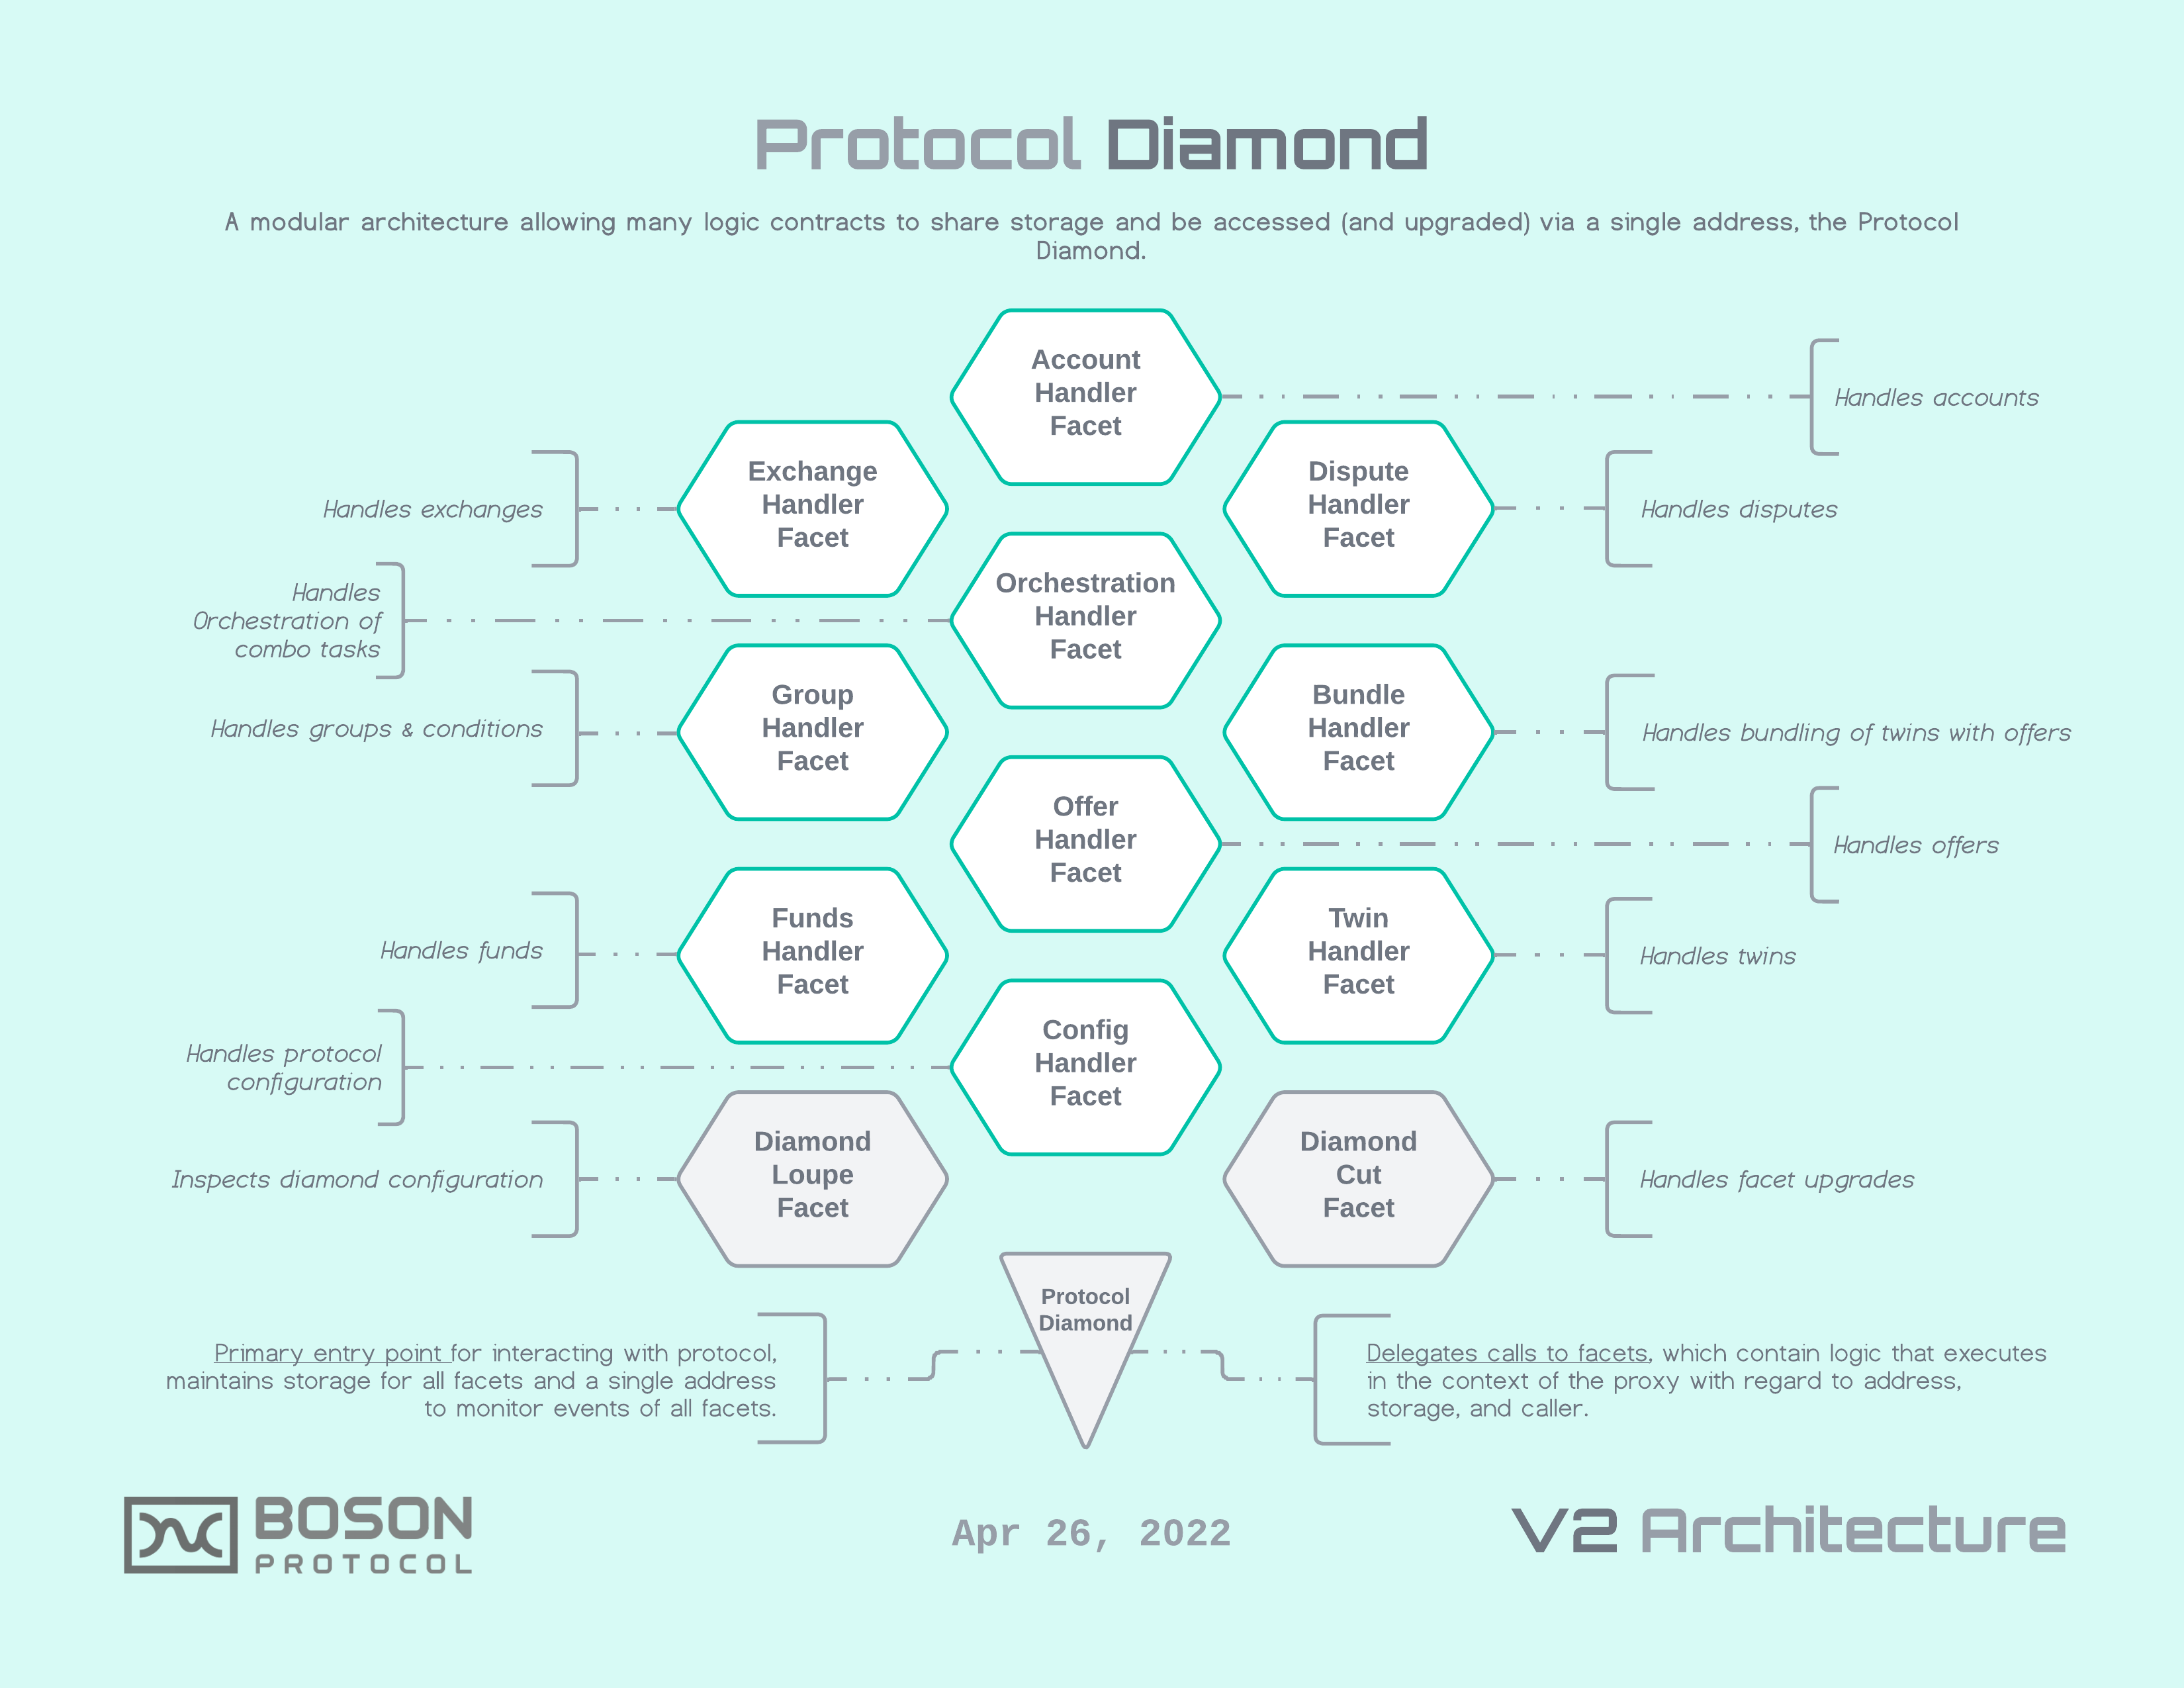 Protocol Diamond
A modular architecture allowing many logic contracts to share storage and be accessed (and upgraded) via a single address, the Protocol
Diamond.
Account
Handler
Facet
Handles accounts
Handles exchanges
Exchange
Handler
Facet
Dispute
Handler
Facet
Handles disputes
Handles
Orchestration of
combo tasks
Orchestration
Handler
Facet
Handles groups & conditions
Group
Handler
Facet
Bundle
Handler
Facet
Handles bundling of twins with offers
Offer
Handler
Facet
Handles offers
Handles funds
Funds
Handler
Facet
Twin
Handler
Facet
Handles twins
Handles protocol
configuration
Config
Handler
Facet
Inspects diamond configuration
Diamond
Loupe
Facet
Diamond
Cut
Facet
Handles facet upgrades
Protocol
Diamond
Primary entry point for interacting with protocol,
maintains storage for all facets and a single address
to monitor events of all facets.
Delegates calls to facets, which contain logic that executes
in the context of the proxy with regard to address,
storage, and caller.
BOSON
PROTOCOL
Apr 26, 2022
V2 Architecture